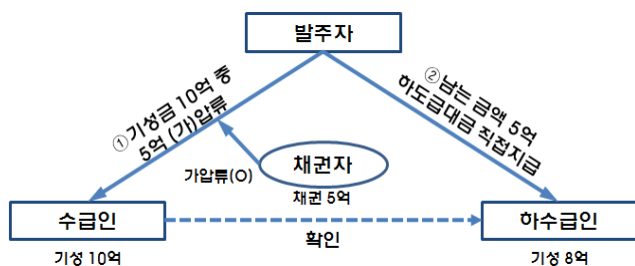 발주자
①기성금 10억 중
5억 (가)압류
②남는 금액 5억
하도급대금 직접지급
채권자
가압류(O)
채권 5억
수급인
확인
하수급인
기성 10억
기성 8억